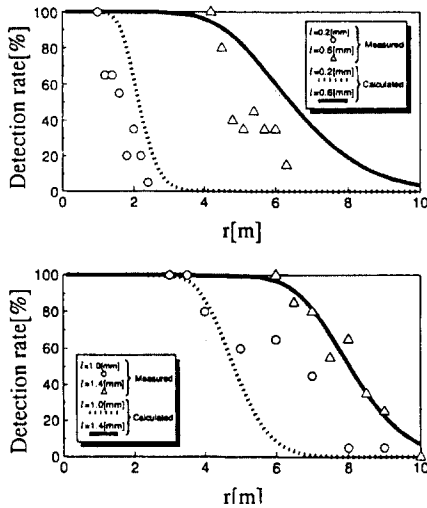 Detection rate[%]
100
80
60
40
20
0
l=0.2[mm]
l=0.6[mm]
Measured
l=0.2[mm]
l=0.6[mm]
Calculated
0 2 4 6 8 10
r[m]
Detection rate[%]
100
80
60
40
20
0
l=1.0[mm]
l=1.4[mm]
Measured
l=1.0[mm]
l=1.4[mm]
Calculated
0 2 4 6 8 10
r[m]